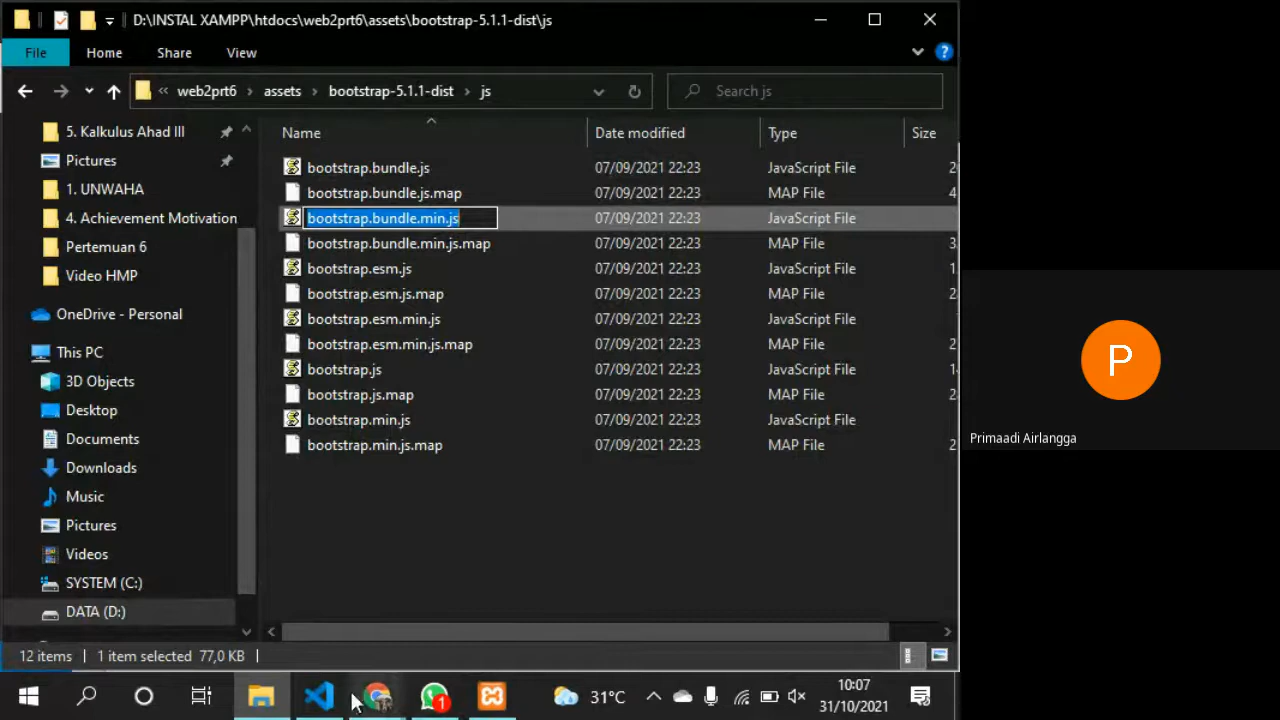 D:\INSTAL XAMPP\htdocs\web2prt6\assets\bootstrap-5.1.1-dist\js
File Home Share View
web2prt6 > assets > bootstrap-5.1.1-dist > js
Search js
5. Kalkulus Ahad III
Pictures
1. UNWAHA
4. Achievement Motivation
Pertemuan 6
Video HMP
OneDrive - Personal
This PC
3D Objects
Desktop
Documents
Downloads
Music
Pictures
Videos
SYSTEM (C:)
DATA (D:)
Name Date modified Type Size
bootstrap.bundle.js 07/09/2021 22:23 JavaScript File 2
bootstrap.bundle.js.map 07/09/2021 22:23 MAP File 4
bootstrap.bundle.min.js 07/09/2021 22:23 JavaScript File
bootstrap.bundle.min.js.map 07/09/2021 22:23 MAP File 3
bootstrap.esm.js 07/09/2021 22:23 JavaScript File 1
bootstrap.esm.js.map 07/09/2021 22:23 MAP File 2
bootstrap.esm.min.js 07/09/2021 22:23 JavaScript File
bootstrap.esm.min.js.map 07/09/2021 22:23 MAP File 2
bootstrap.js 07/09/2021 22:23 JavaScript File 1
bootstrap.js.map 07/09/2021 22:23 MAP File 2
bootstrap.min.js 07/09/2021 22:23 JavaScript File
bootstrap.min.js.map 07/09/2021 22:23 MAP File 2
12 items | 1 item selected 77,0 KB |
P
Primaadi Airlangga
1
31°C
10:07
31/10/2021